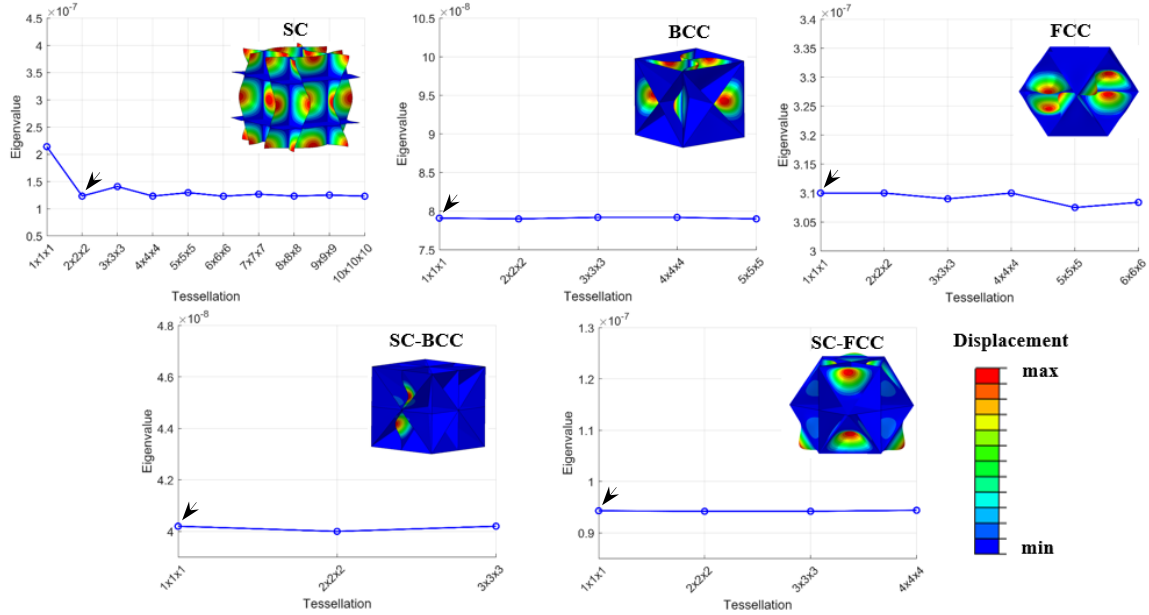 ×10⁻⁷
SC
4.5
4
3.5
3
2.5
2
1.5
1
0.5
Eigenvalue
1x1x1
2x2x2
3x3x3
4x4x4
5x5x5
6x6x6
7x7x7
8x8x8
9x9x9
10x10x10
Tessellation
×10⁻⁸
BCC
10.5
10
9.5
9
8.5
8
7.5
Eigenvalue
1x1x1
2x2x2
3x3x3
4x4x4
5x5x5
Tessellation
×10⁻⁷
FCC
3.4
3.35
3.3
3.25
3.2
3.15
3.1
3.05
3
Eigenvalue
1x1x1
2x2x2
3x3x3
4x4x4
5x5x5
6x6x6
Tessellation
×10⁻⁸
SC-BCC
4.8
4.6
4.4
4.2
4
Eigenvalue
1x1x1
2x2x2
3x3x3
Tessellation
×10⁻⁷
SC-FCC
1.3
1.2
1.1
1
0.9
Eigenvalue
1x1x1
2x2x2
3x3x3
4x4x4
Tessellation
Displacement
max
min